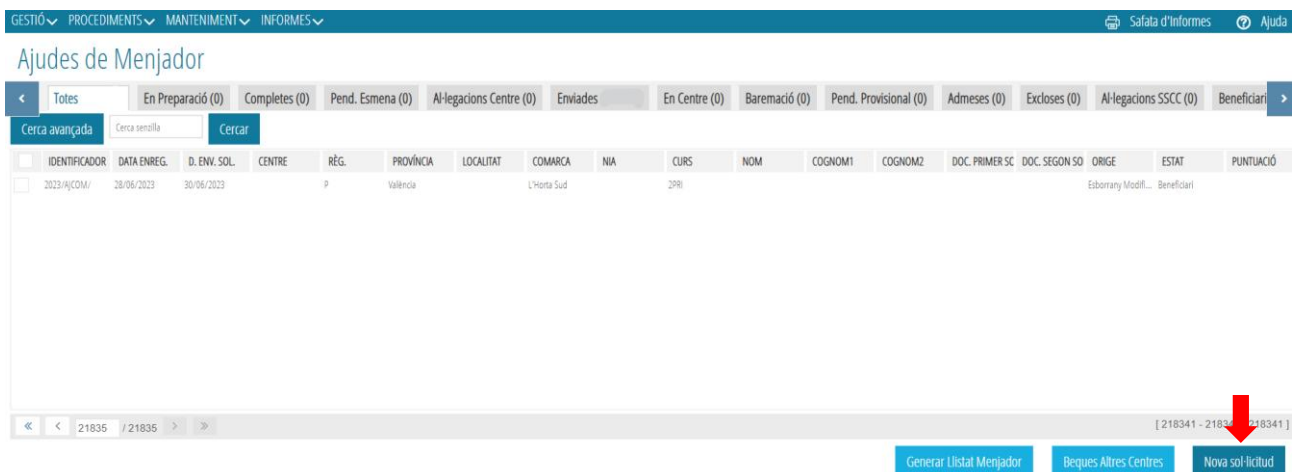 GESTIÓ PROCEDIMENTS MANTENIMENT INFORMES Safata d'Informes Ajuda
Ajudes de Menjador
Totes En Preparació (0) Completes (0) Pend. Esmena (0) Al·legacions Centre (0) Enviades En Centre (0) Baremació (0) Pend. Provisional (0) Admeses (0) Excloses (0) Al·legacions SSCC (0) Beneficiari
Cerca avançada Cerca senzilla Cercar
IDENTIFICADOR DATA ENREG. D. ENV. SOL. CENTRE RÈG. PROVÍNCIA LOCALITAT COMARCA NIA CURS NOM COGNOM1 COGNOM2 DOC. PRIMER SC DOC. SEGON SO ORIGE ESTAT PUNTUACIÓ
2023/AJCOM/ 28/06/2023 30/06/2023 P València L'Horta Sud 2PRI Esborrany Modifi... Beneficiari
21835 / 21835 [ 218341 - 218341 ]
Generar Llistat Menjador Beques Altres Centres Nova sol·licitud